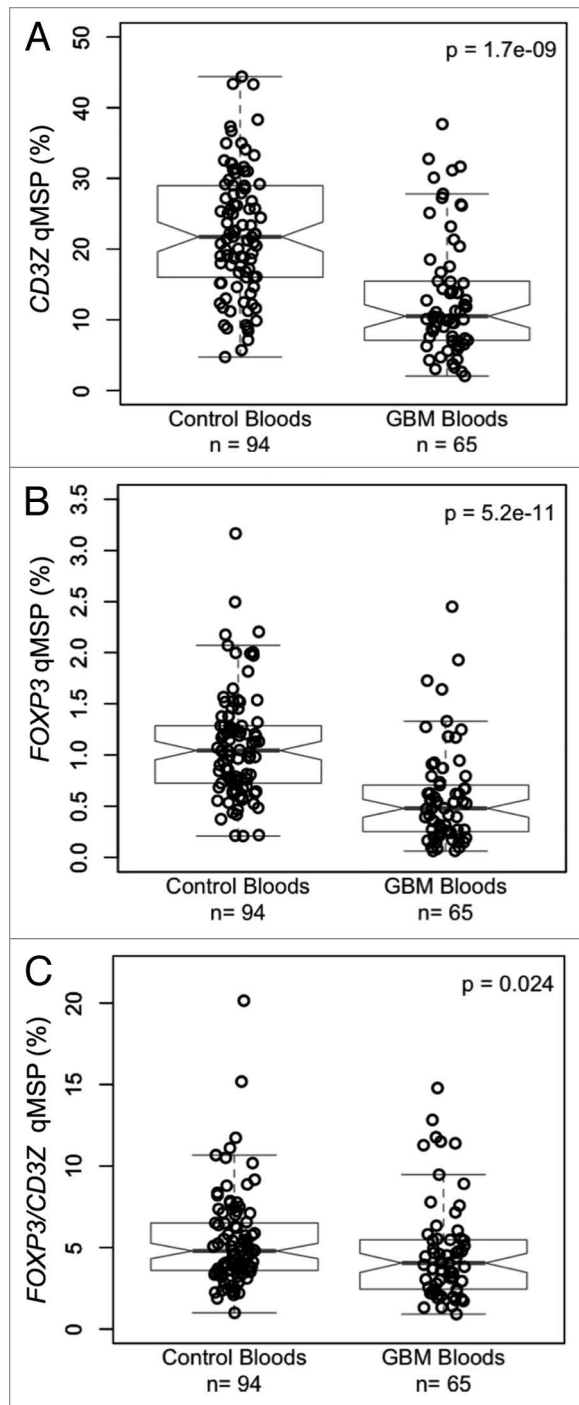 A
p = 1.7e-09
CD3Z qMSP (%)
50
40
30
20
10
0
Control Bloods
n = 94
GBM Bloods
n = 65
B
p = 5.2e-11
FOXP3 qMSP (%)
3.5
3.0
2.5
2.0
1.5
1.0
0.5
0.0
Control Bloods
n= 94
GBM Bloods
n= 65
C
p = 0.024
FOXP3/CD3Z qMSP (%)
20
15
10
5
0
Control Bloods
n= 94
GBM Bloods
n= 65